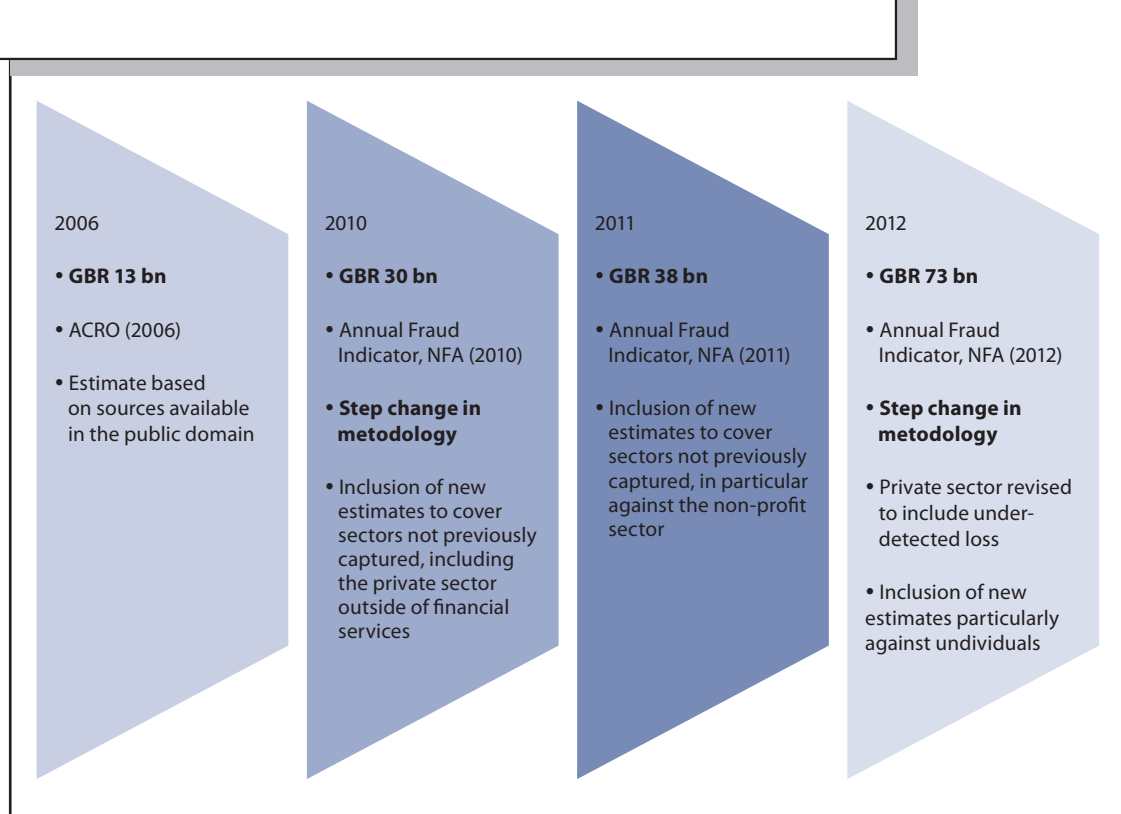 2006
• GBR 13 bn
• ACRO (2006)
• Estimate based
on sources available
in the public domain
2010
• GBR 30 bn
• Annual Fraud
Indicator, NFA (2010)
• Step change in
metodology
• Inclusion of new
estimates to cover
sectors not previously
captured, including
the private sector
outside of financial
services
2011
• GBR 38 bn
• Annual Fraud
Indicator, NFA (2011)
• Inclusion of new
estimates to cover
sectors not previously
captured, in particular
against the non-profit
sector
2012
• GBR 73 bn
• Annual Fraud
Indicator, NFA (2012)
• Step change in
metodology
• Private sector revised
to include under-
detected loss
• Inclusion of new
estimates particularly
against undividuals